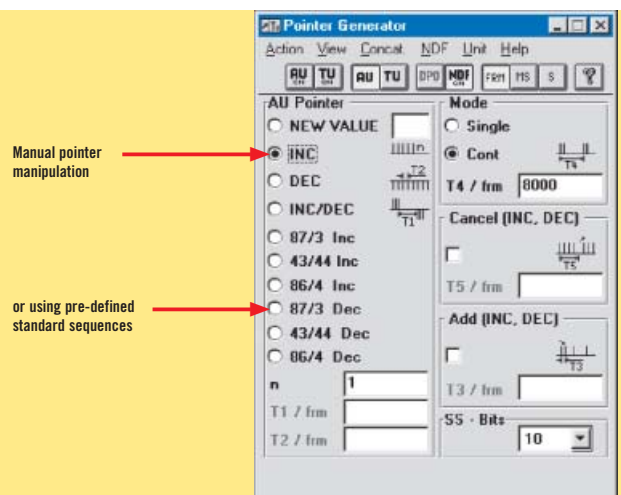 Pointer Generator
Action View Concat NDF Unit Help
AU TU AU TU DPO NDF FRM MS S ?
AU Pointer
NEW VALUE
INC n
DEC T2
INC/DEC T1
87/3 Inc
43/44 Inc
86/4 Inc
87/3 Dec
43/44 Dec
86/4 Dec
n 1
T1 / frm
T2 / frm
Mode
Single
Cont T4
T4 / frm 8000
Cancel (INC, DEC)
T5
T5 / frm
Add (INC, DEC)
T3
T3 / frm
SS - Bits
10
Manual pointer
manipulation
or using pre-defined
standard sequences